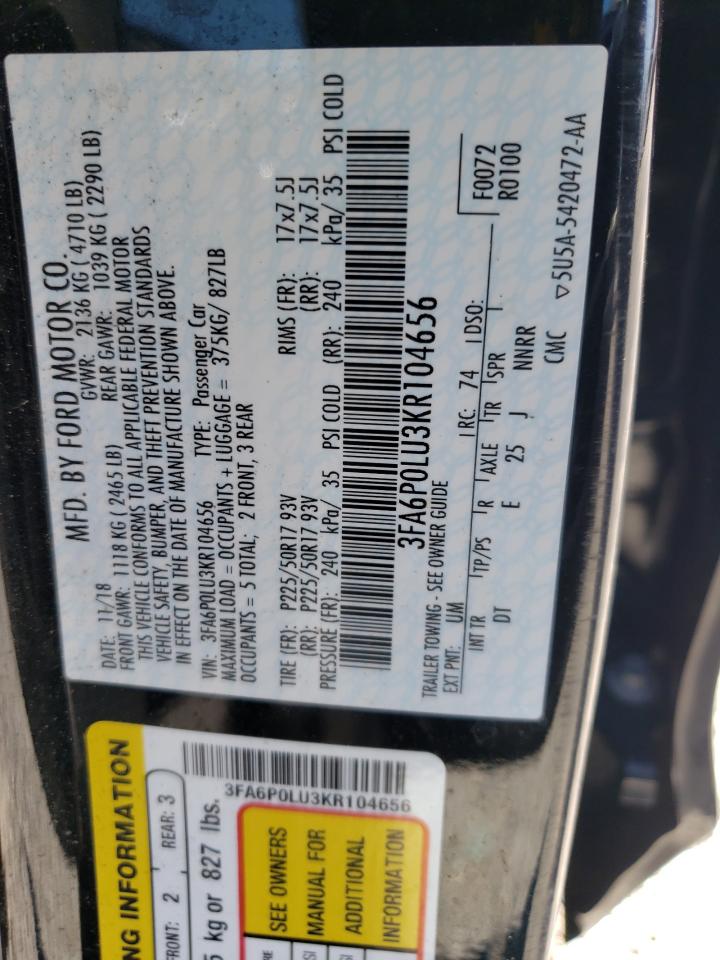 MFD. BY FORD MOTOR CO.
DATE: 11/18 GVWR: 2136 KG ( 4710 LB)
FRONT GAWR: 1118 KG ( 2465 LB) REAR GAWR: 1039 KG ( 2290 LB)
THIS VEHICLE CONFORMS TO ALL APPLICABLE FEDERAL MOTOR
VEHICLE SAFETY, BUMPER, AND THEFT PREVENTION STANDARDS
IN EFFECT ON THE DATE OF MANUFACTURE SHOWN ABOVE.
VIN: 3FA6P0LU3KR104656 TYPE: Passenger Car
MAXIMUM LOAD = OCCUPANTS + LUGGAGE = 375KG/ 827LB
OCCUPANTS = 5 TOTAL; 2 FRONT, 3 REAR
TIRE (FR): P225/50R17 93V RIMS (FR): 17x7.5J
(RR): P225/50R17 93V (RR): 17x7.5J
PRESSURE (FR): 240 kPa/ 35 PSI COLD (RR): 240 kPa/ 35 PSI COLD
3FA6P0LU3KR104656
TRAILER TOWING - SEE OWNER GUIDE
EXT PNT: UM RC: 74 DSO: F0072
R0100
INT TR TP/PS R AXLE TR SPR
DT E 25 J NNRR
CMC ▽5U5A-5420472-AA
NG INFORMATION
FRONT: 2 REAR: 3
5 kg or 827 lbs.
3FA6P0LU3KR104656
SEE OWNERS
MANUAL FOR
ADDITIONAL
INFORMATION